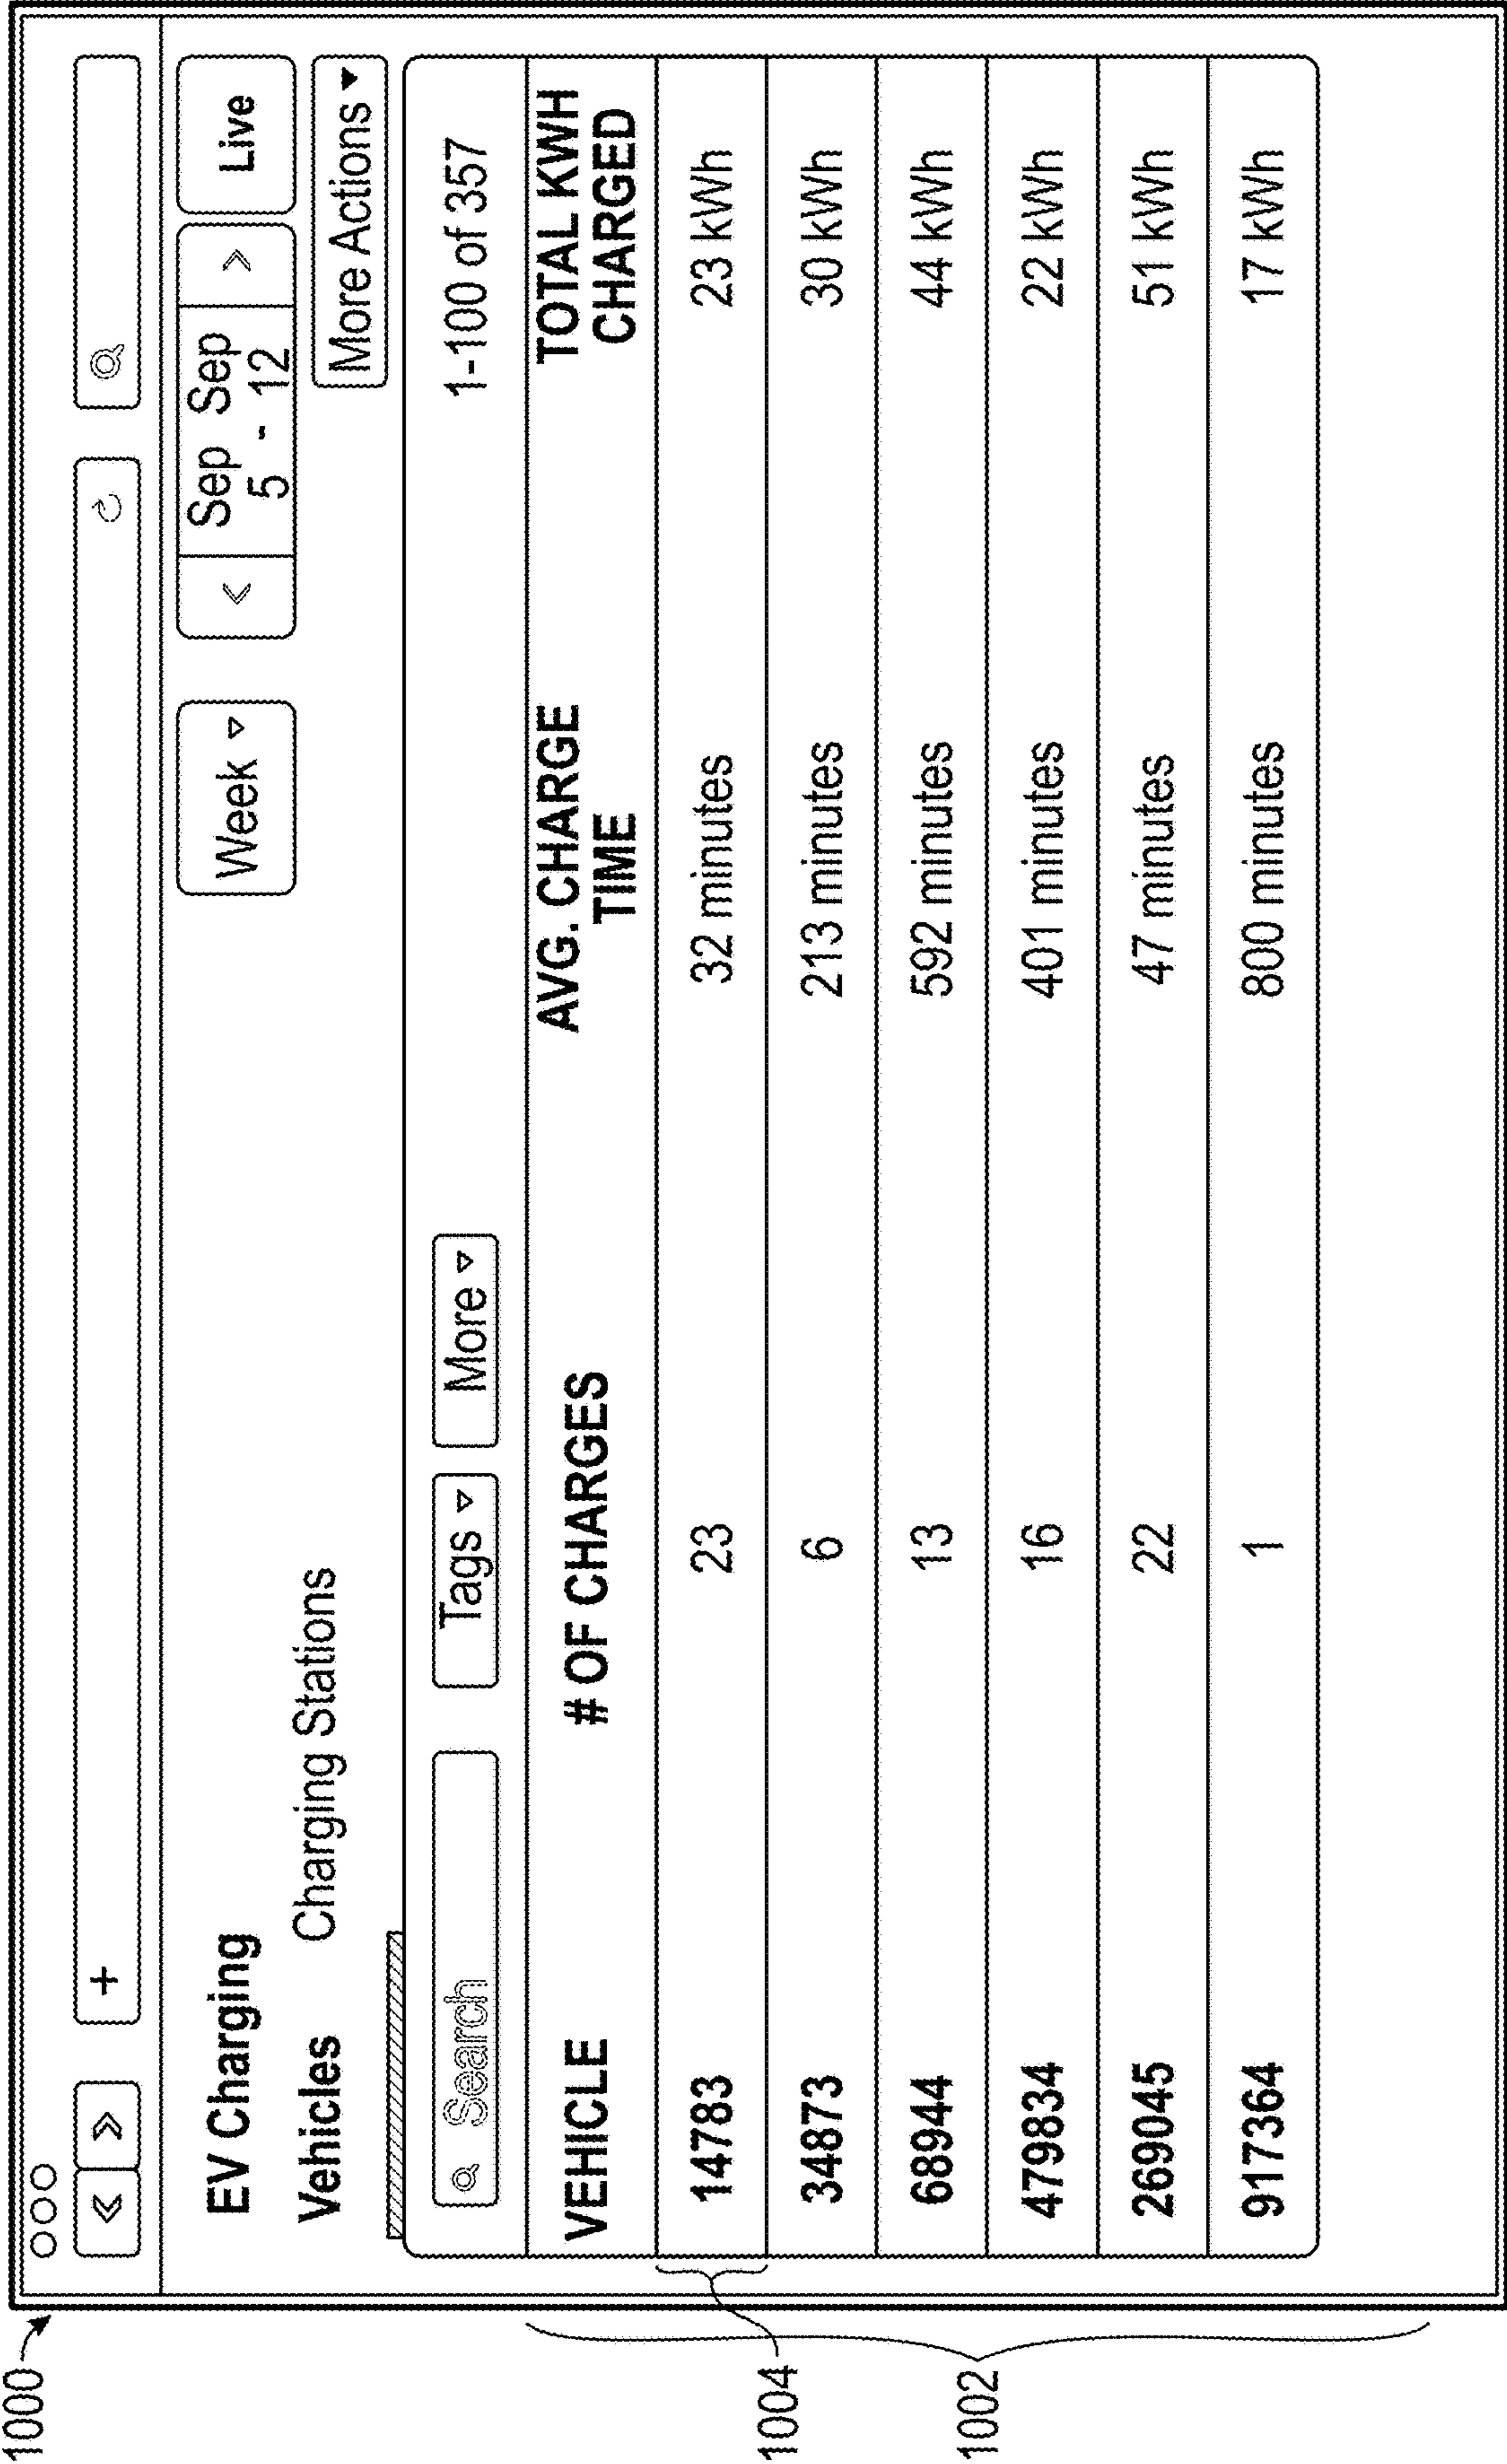 1000
+
EV Charging
Week
Sep Sep
5 - 12
Live
Vehicles Charging Stations
More Actions
Search Tags More 1-100 of 357
VEHICLE # OF CHARGES AVG. CHARGE TIME TOTAL KWH CHARGED
14783 23 32 minutes 23 kWh
34873 6 213 minutes 30 kWh
68944 13 592 minutes 44 kWh
479834 16 401 minutes 22 kWh
269045 22 47 minutes 51 kWh
917364 1 800 minutes 17 kWh
1004
1002